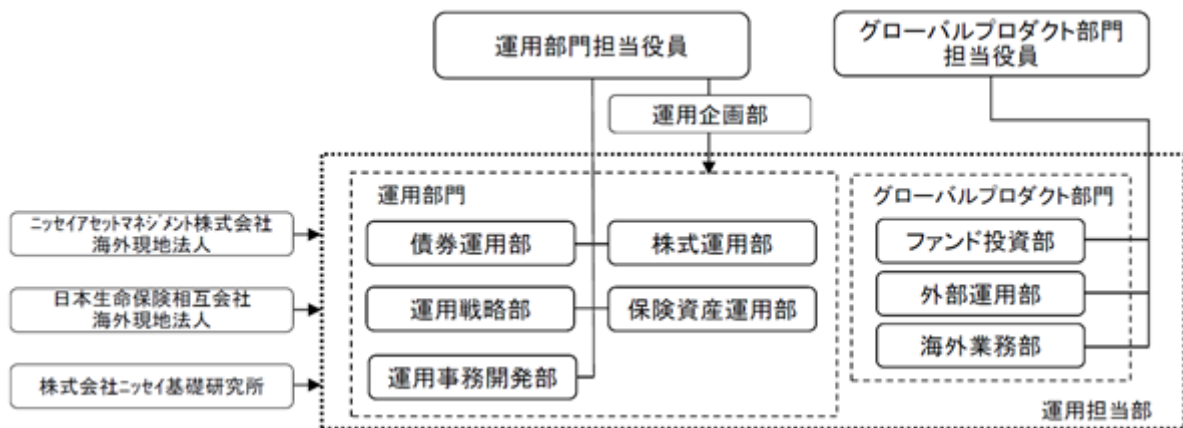 運用部門担当役員
グローバルプロダクト部門
担当役員
運用企画部
運用部門
グローバルプロダクト部門
ニッセイアセットマネジメント株式会社
海外現地法人
債券運用部
株式運用部
ファンド投資部
日本生命保険相互会社
海外現地法人
運用戦略部
保険資産運用部
外部運用部
海外業務部
株式会社ニッセイ基礎研究所
運用事務開発部
運用担当部